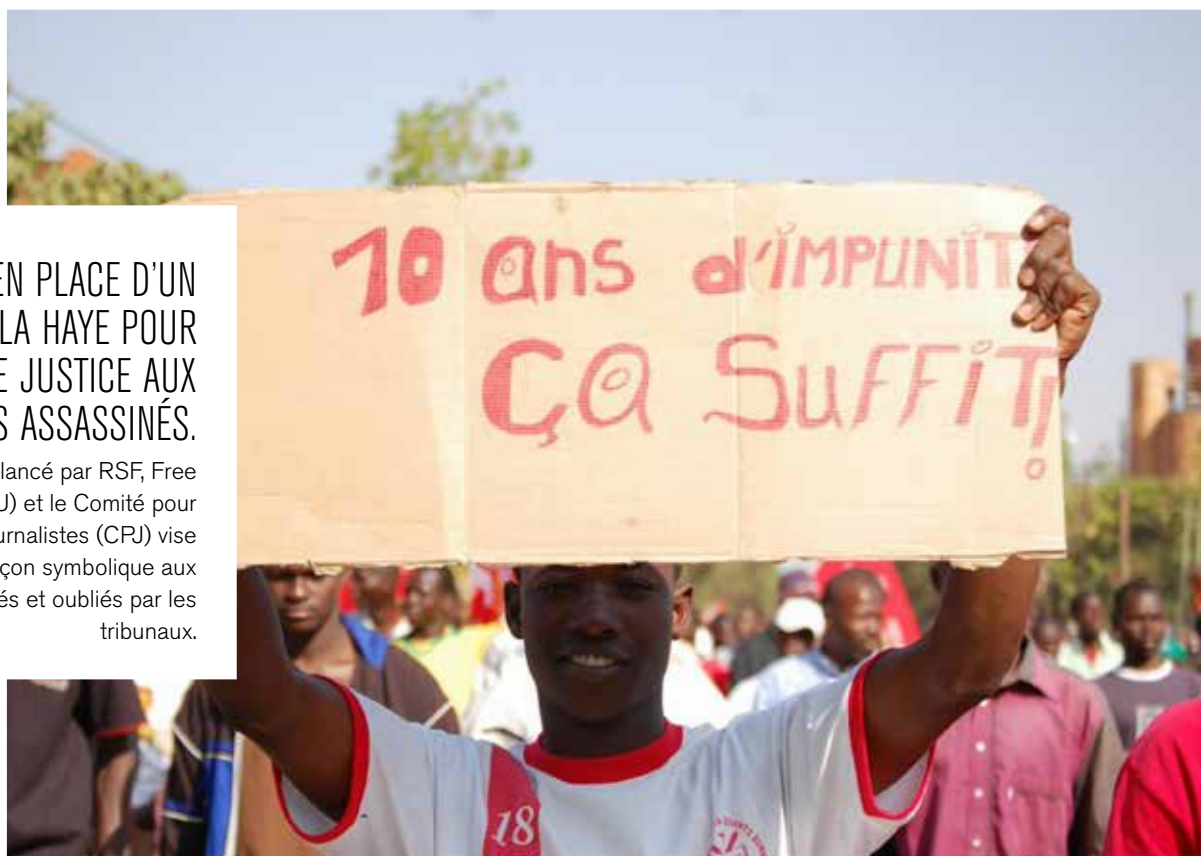 EN PLACE D'UN
LA HAYE POUR
E JUSTICE AUX
S ASSASSINÉS.
lancé par RSF, Free
U) et le Comité pour
urnalistes (CPJ) vise
çon symbolique aux
és et oubliés par les
tribunaux.
10 ans d'IMPUNIT
ÇA SUFFIT!
18